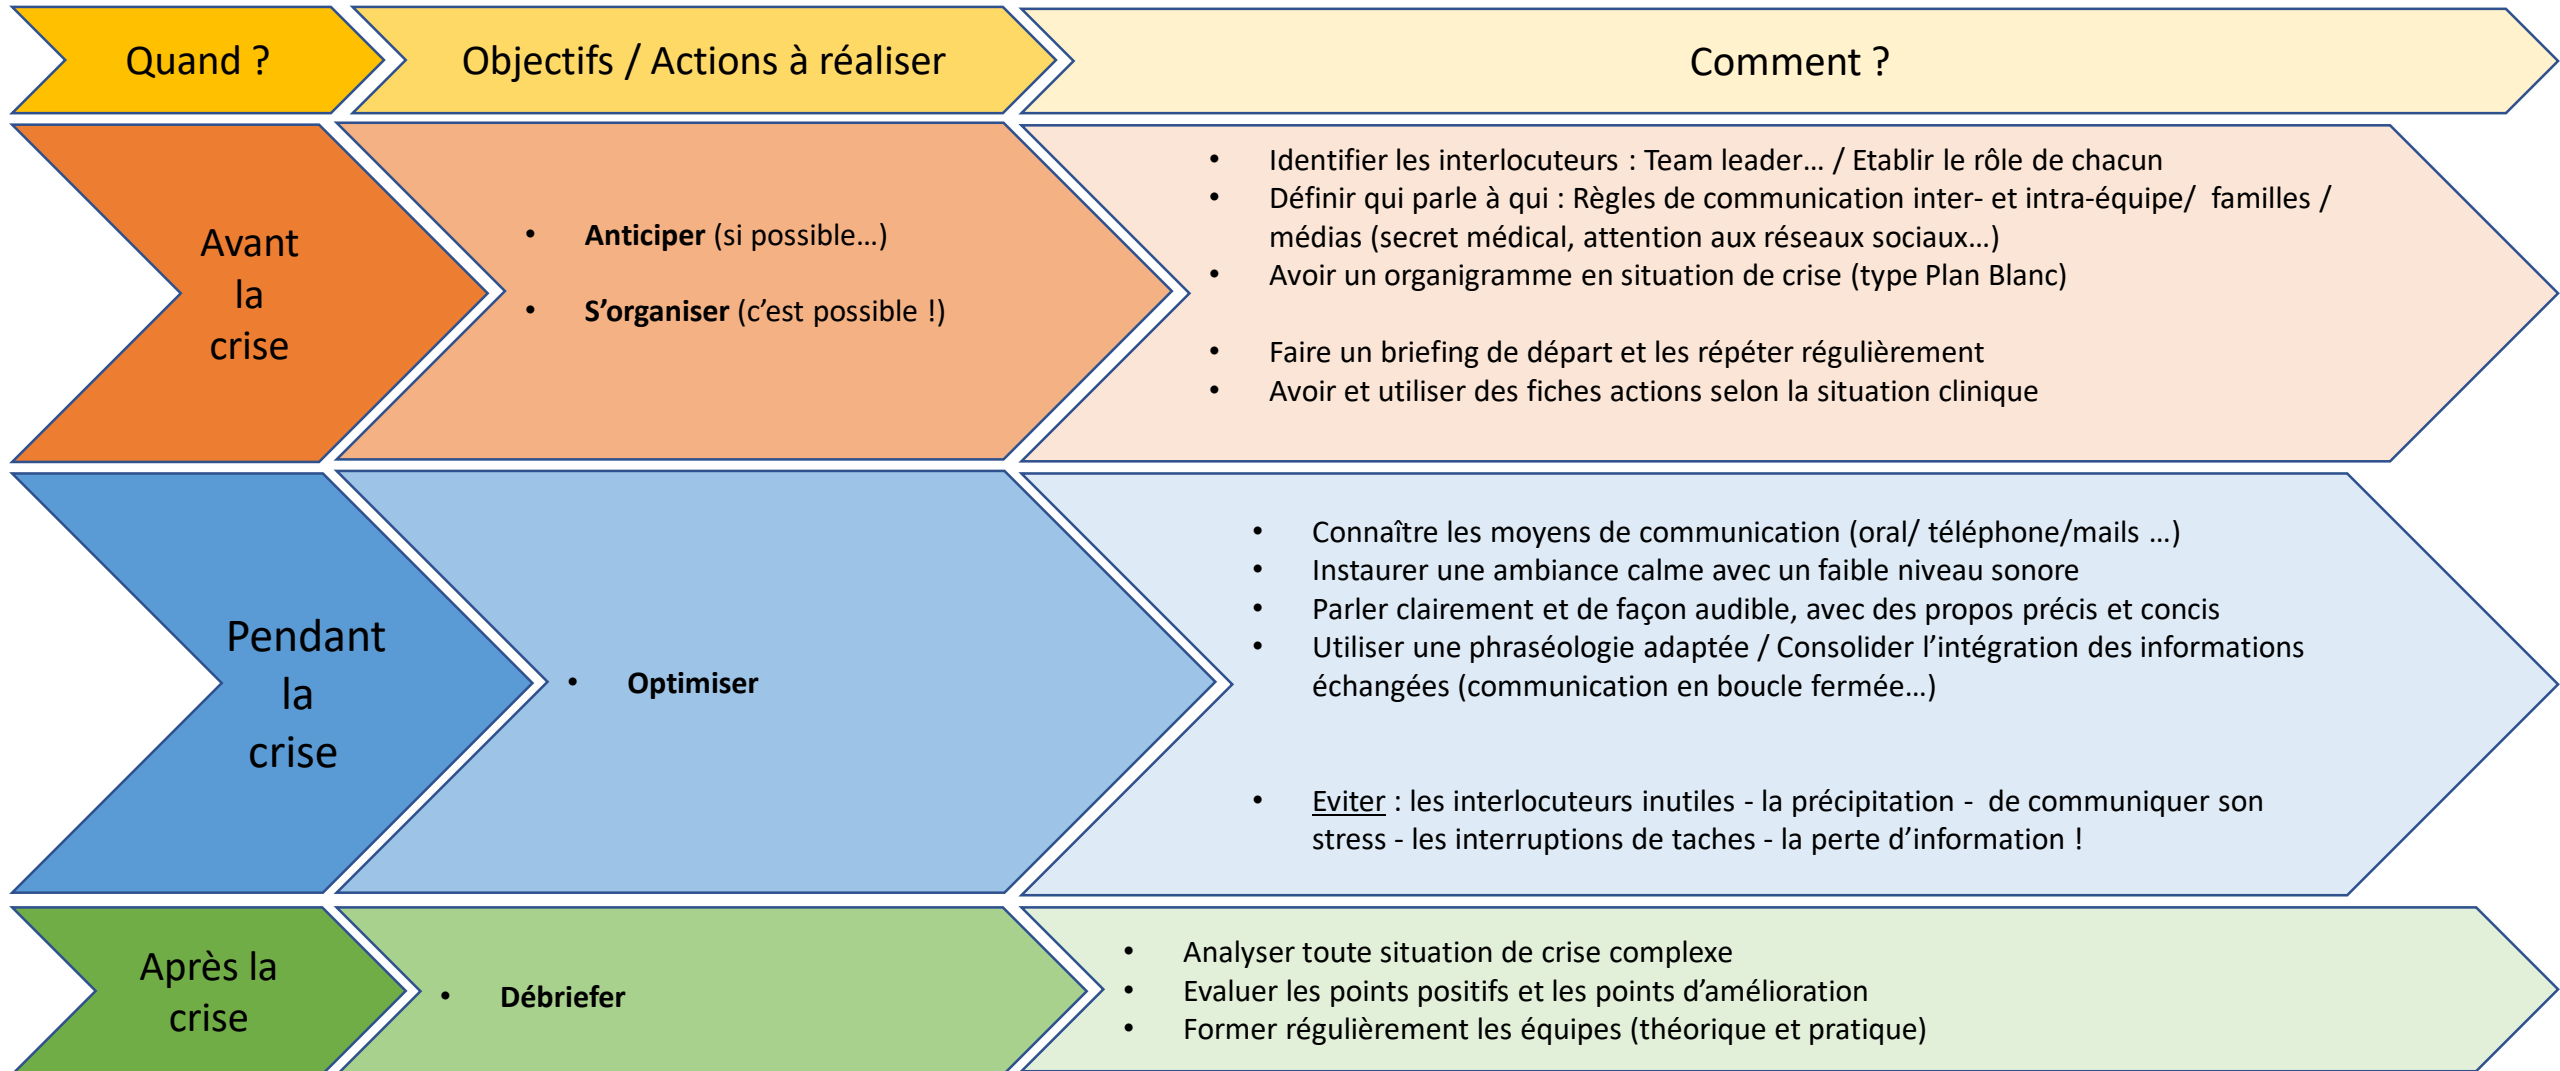 Quand ?
Objectifs / Actions à réaliser
Comment ?
Avant
la
crise
• Anticiper (si possible…)
• S’organiser (c’est possible !)
• Identifier les interlocuteurs : Team leader… / Etablir le rôle de chacun
• Définir qui parle à qui : Règles de communication inter- et intra-équipe/ familles /
médias (secret médical, attention aux réseaux sociaux…)
• Avoir un organigramme en situation de crise (type Plan Blanc)
• Faire un briefing de départ et les répéter régulièrement
• Avoir et utiliser des fiches actions selon la situation clinique
Pendant
la
crise
• Optimiser
• Connaître les moyens de communication (oral/ téléphone/mails …)
• Instaurer une ambiance calme avec un faible niveau sonore
• Parler clairement et de façon audible, avec des propos précis et concis
• Utiliser une phraséologie adaptée / Consolider l’intégration des informations
échangées (communication en boucle fermée…)
• Eviter : les interlocuteurs inutiles - la précipitation - de communiquer son
stress - les interruptions de taches - la perte d’information !
Après la
crise
• Débriefer
• Analyser toute situation de crise complexe
• Evaluer les points positifs et les points d’amélioration
• Former régulièrement les équipes (théorique et pratique)